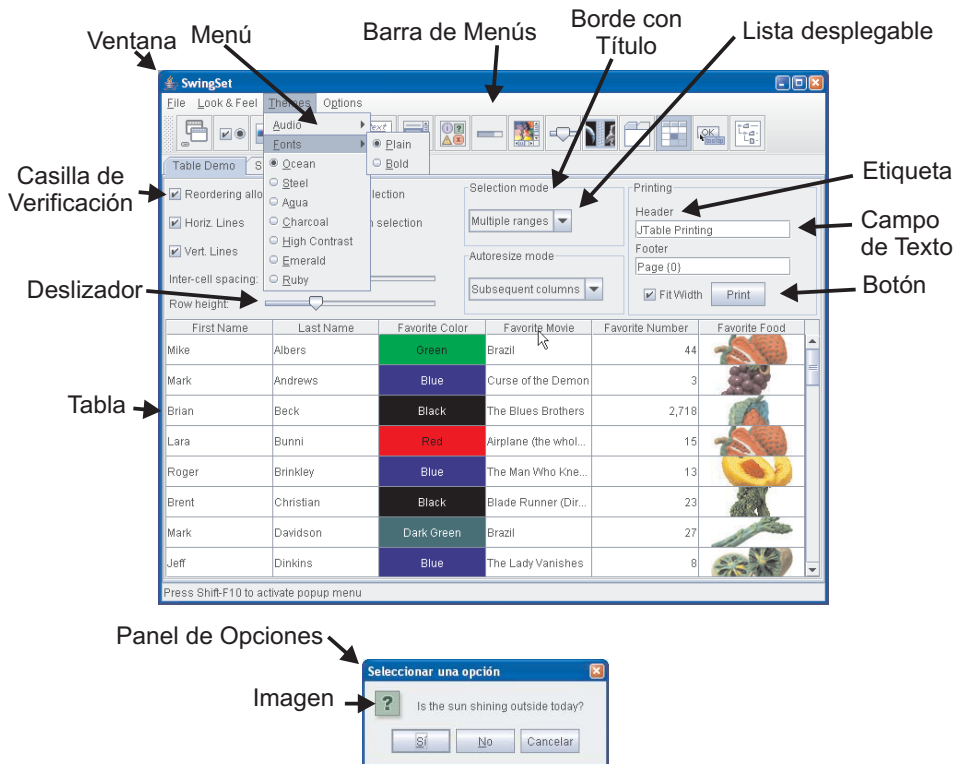 Ventana
Menú
Barra de Menús
Borde con
Título
Lista desplegable
SwingSet
File Look & Feel Themes Options
Audio
Fonts
Ocean
Steel
Aqua
Charcoal
High Contrast
Emerald
Ruby
Plain
Bold
OK
Table Demo
Casilla de
Verificación
Reordering allo
Horiz. Lines
selection
Vert. Lines
Inter-cell spacing:
Row height:
Deslizador
Selection mode
Multiple ranges
Autoresize mode
Subsequent columns
Printing
Header
JTable Printing
Footer
Page {0}
Fit Width
Print
Etiqueta
Campo
de Texto
Botón
First Name Last Name Favorite Color Favorite Movie Favorite Number Favorite Food
Mike Albers Green Brazil 44
Mark Andrews Blue Curse of the Demon 3
Tabla
Brian Beck Black The Blues Brothers 2,718
Lara Bunni Red Airplane (the whol... 15
Roger Brinkley Blue The Man Who Kne... 13
Brent Christian Black Blade Runner (Dir... 23
Mark Davidson Dark Green Brazil 27
Jeff Dinkins Blue The Lady Vanishes 8
Press Shift-F10 to activate popup menu
Panel de Opciones
Seleccionar una opción
Imagen
? Is the sun shining outside today?
Sí No Cancelar